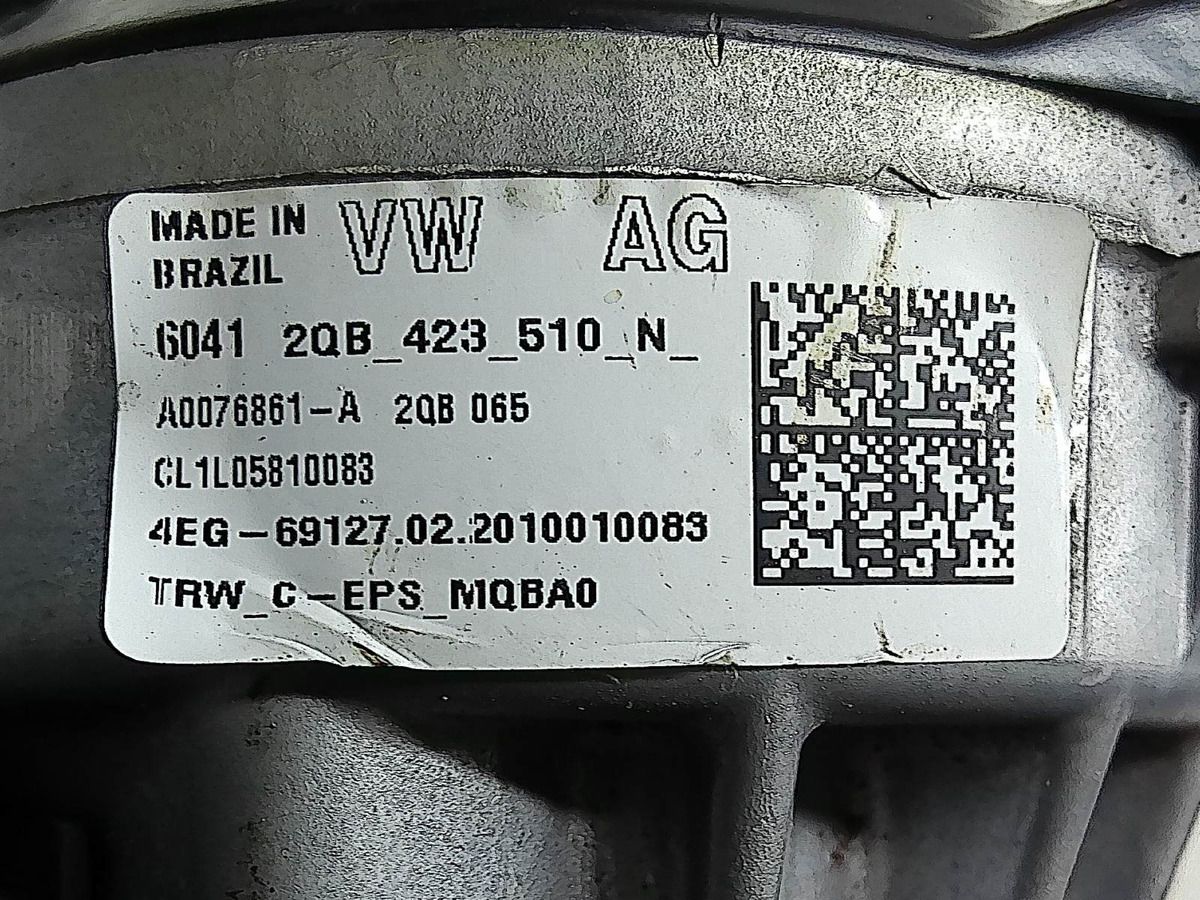 MADE IN VW AG
BRAZIL
6041 2QB_423_510_N_
A0076861-A 2QB 065
CL1L05810083
4EG-69127.02.2010010083
TRW_C-EPS_MQBA0